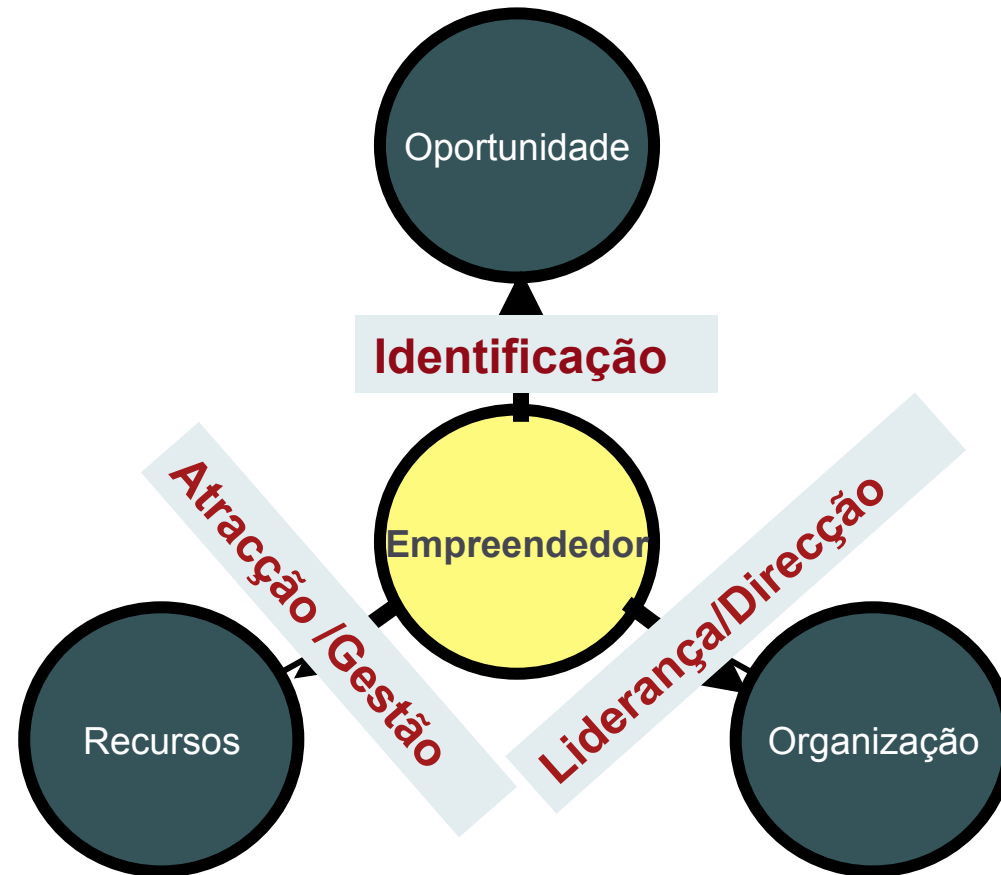 Oportunidade
Identificação
Empreendedor
Atracção /Gestão
Liderança/Direcção
Recursos
Organização